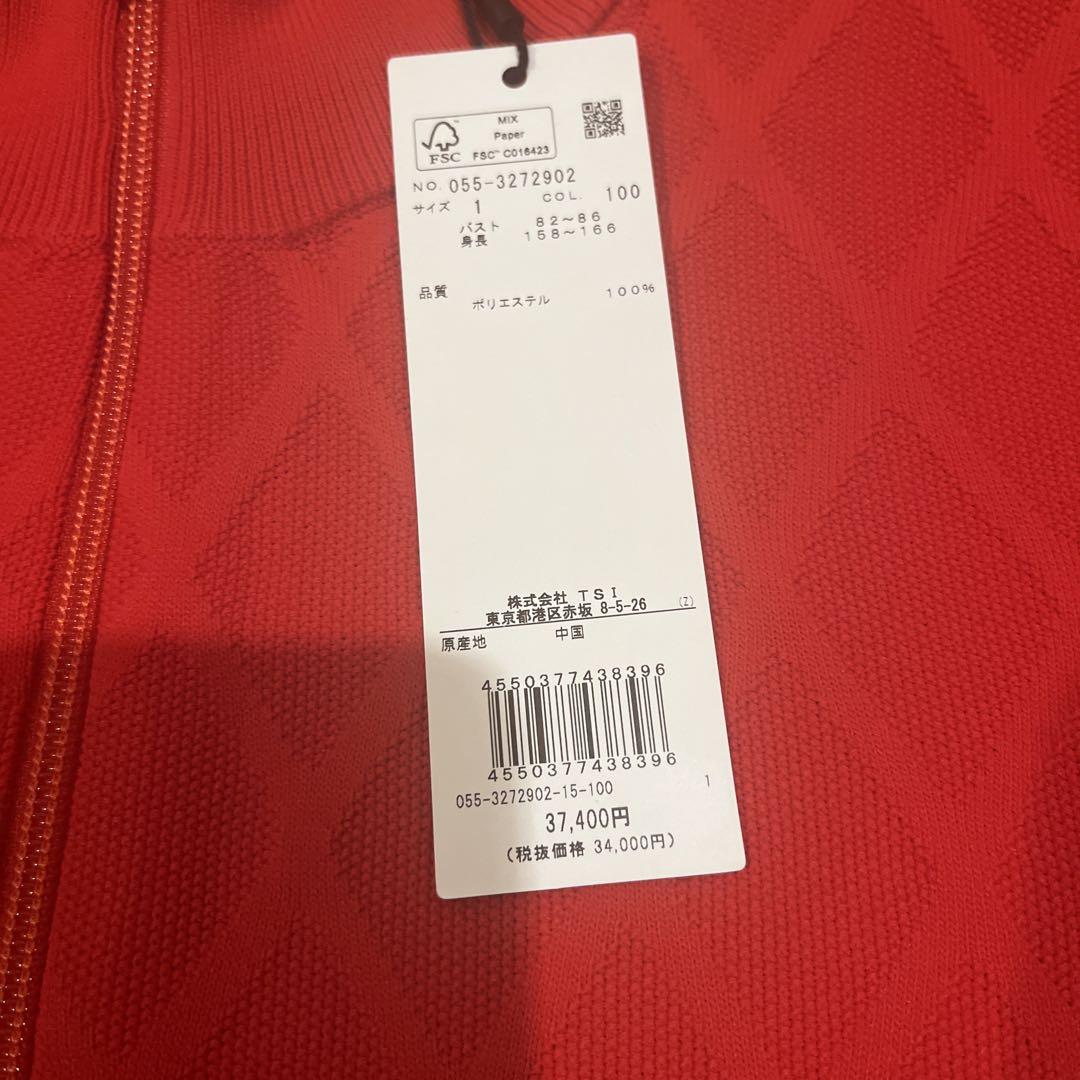 MIX
Paper
FSC™ C016423
FSC™
NO. 055-3272902
サイズ 1 COL. 100
バスト 82～86
身長 158～166
品質
ポリエステル 100%
株式会社 TSI
東京都港区赤坂 8-5-26 (Z)
原産地 中国
4550377438396
4550377438396
055-3272902-15-100 1
37,400円
(税抜価格 34,000円)